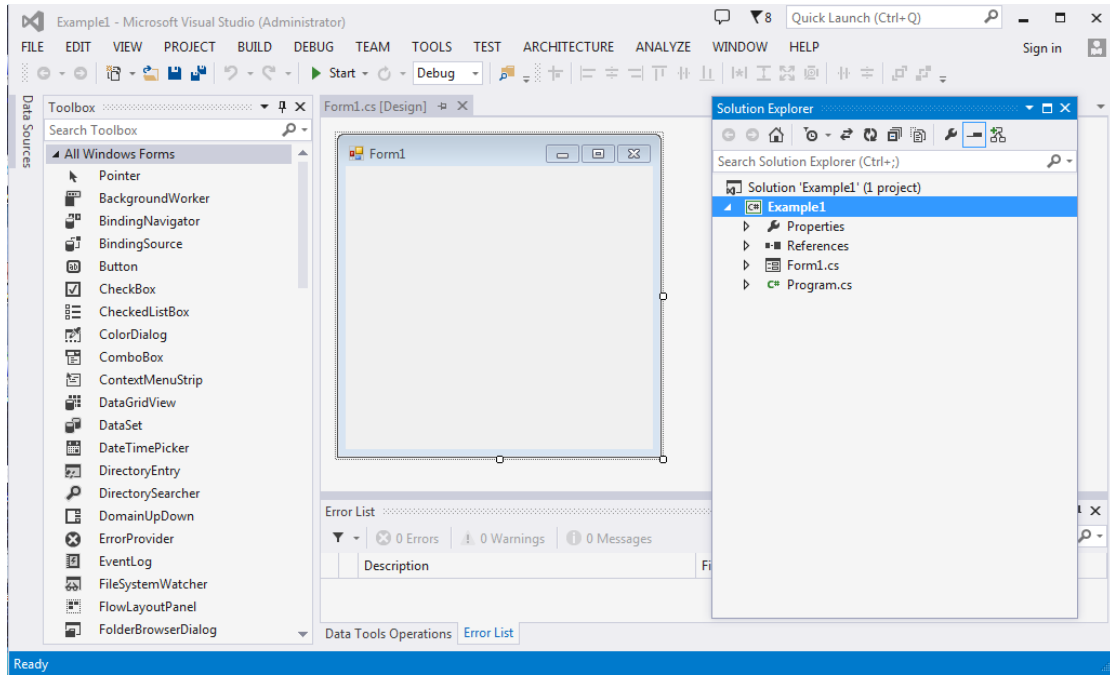 Example1 - Microsoft Visual Studio (Administrator)
8
Quick Launch (Ctrl+Q)
FILE EDIT VIEW PROJECT BUILD DEBUG TEAM TOOLS TEST ARCHITECTURE ANALYZE WINDOW HELP Sign in
Start Debug
Data Sources
Toolbox
Search Toolbox
All Windows Forms
Pointer
BackgroundWorker
BindingNavigator
BindingSource
Button
CheckBox
CheckedListBox
ColorDialog
ComboBox
ContextMenuStrip
DataGridView
DataSet
DateTimePicker
DirectoryEntry
DirectorySearcher
DomainUpDown
ErrorProvider
EventLog
FileSystemWatcher
FlowLayoutPanel
FolderBrowserDialog
Form1.cs [Design]
Form1
Error List
0 Errors 0 Warnings 0 Messages
Description Fi
Data Tools Operations Error List
Solution Explorer
Search Solution Explorer (Ctrl+;)
Solution 'Example1' (1 project)
C# Example1
Properties
References
Form1.cs
C# Program.cs
Ready